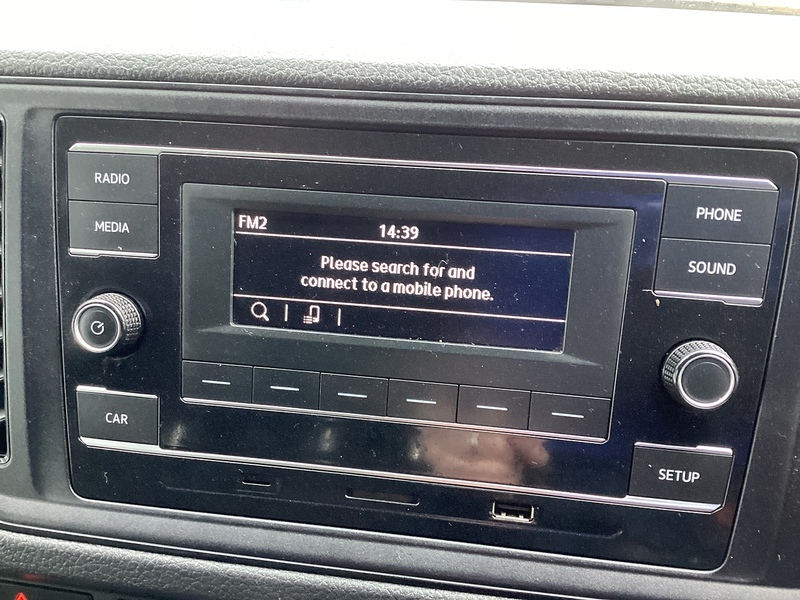 RADIO
MEDIA
FM2
14:39
Please search for and
connect to a mobile phone.
PHONE
SOUND
CAR
SETUP